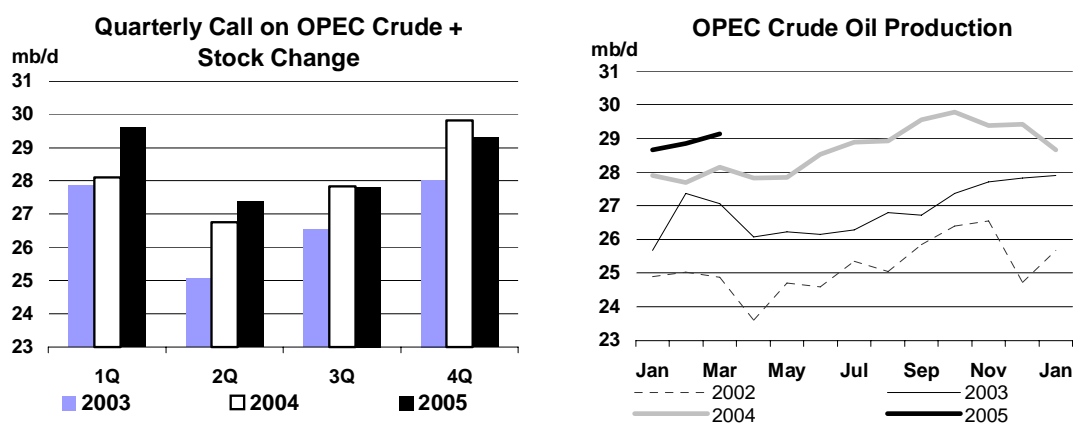 Quarterly Call on OPEC Crude +
Stock Change
mb/d
31
30
29
28
27
26
25
24
23
1Q
2Q
3Q
4Q
2003
2004
2005
OPEC Crude Oil Production
mb/d
31
30
29
28
27
26
25
24
23
Jan
Mar
May
Jul
Sep
Nov
Jan
2002
2003
2004
2005